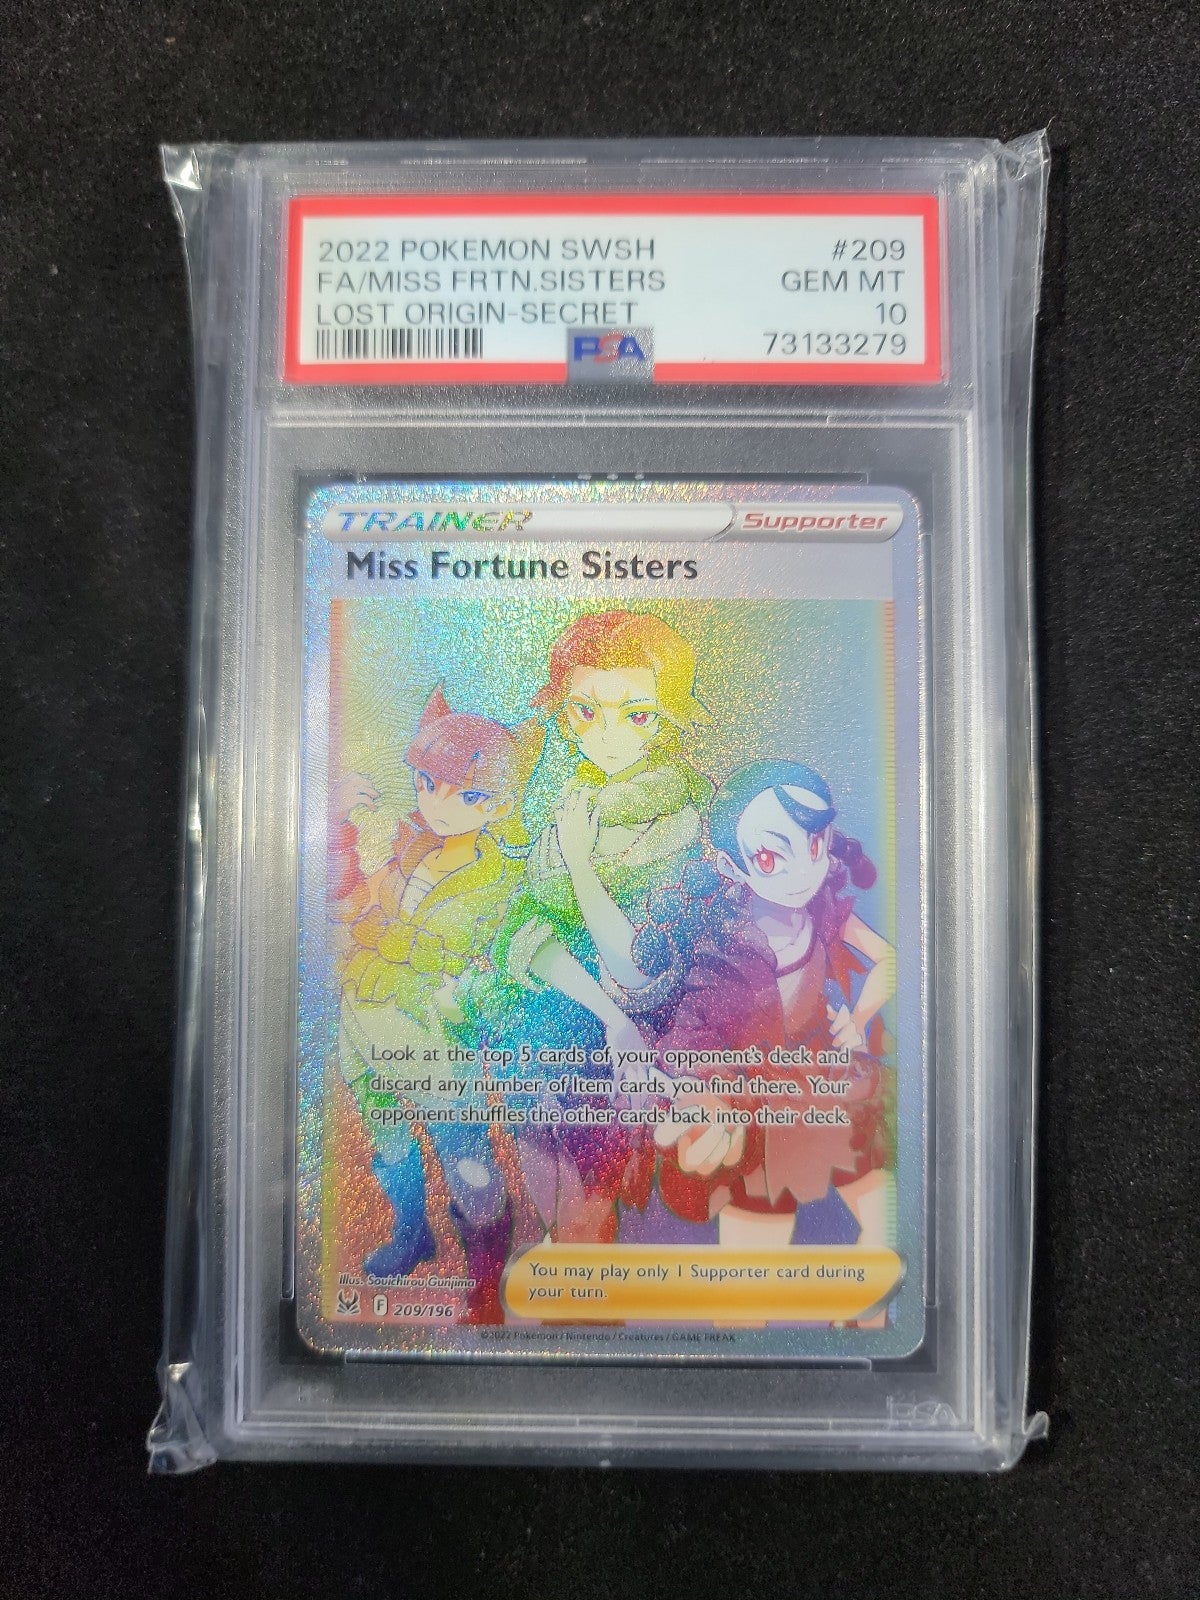 2022 POKEMON SWSH #209
FA/MISS FRTN.SISTERS GEM MT
LOST ORIGIN-SECRET 10
PSA 73133279
TRAINER Supporter
Miss Fortune Sisters
Look at the top 5 cards of your opponent's deck and
discard any number of Item cards you find there. Your
opponent shuffles the other cards back into their deck.
Illus. Souichirou Gunjima
F 209/196
You may play only 1 Supporter card during
your turn.
©2022 Pokémon / Nintendo / Creatures / GAME FREAK
PSA